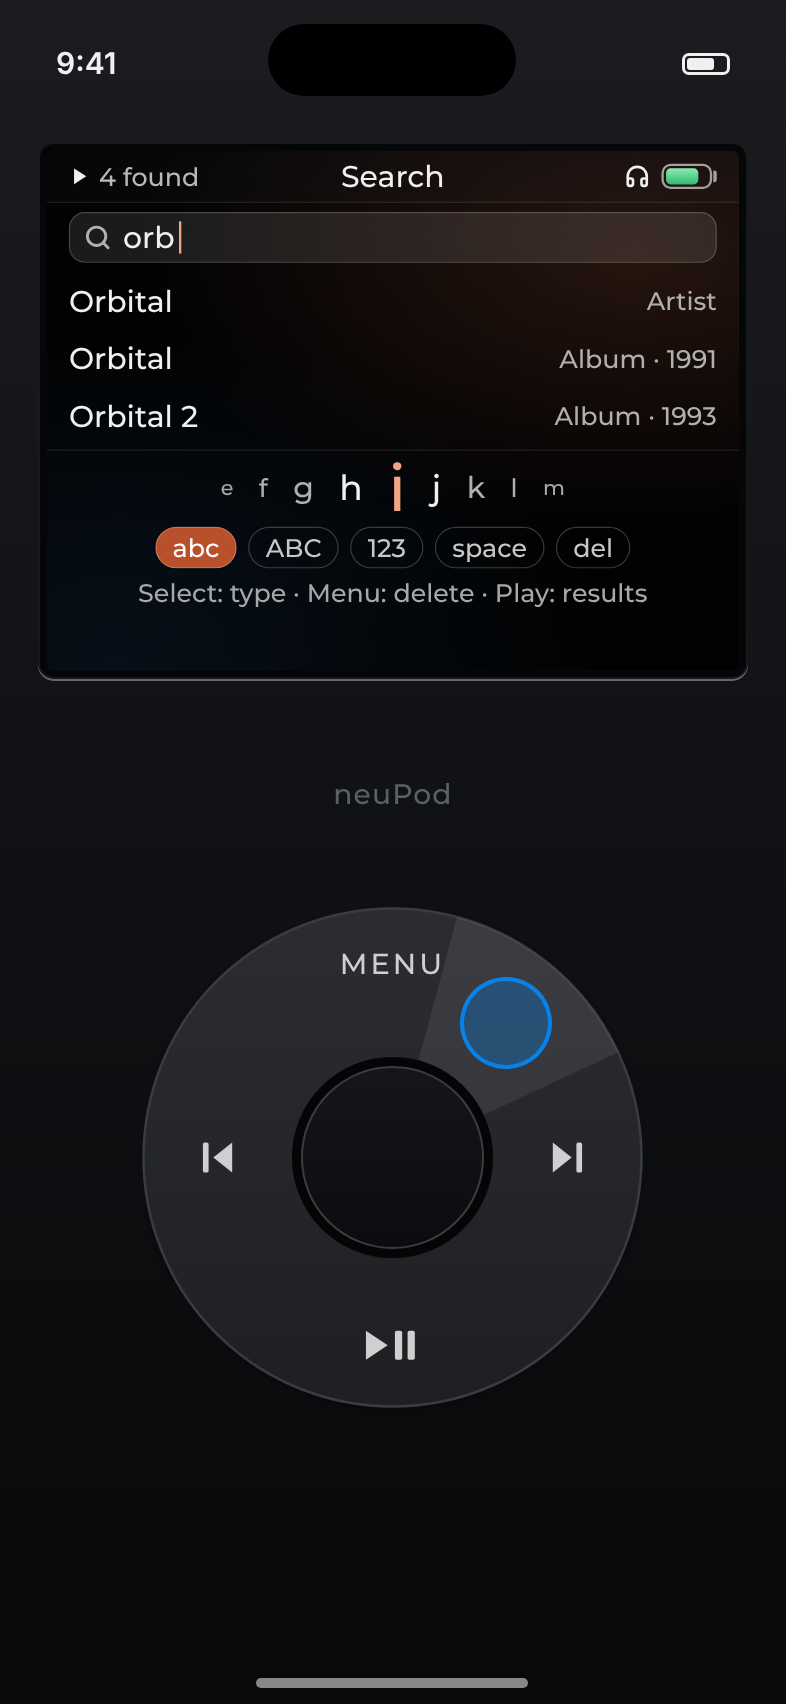 9:41
4 found Search
orb
Orbital Artist
Orbital Album · 1991
Orbital 2 Album · 1993
e f g h i j k l m
abc ABC 123 space del
Select: type · Menu: delete · Play: results
neuPod
MENU